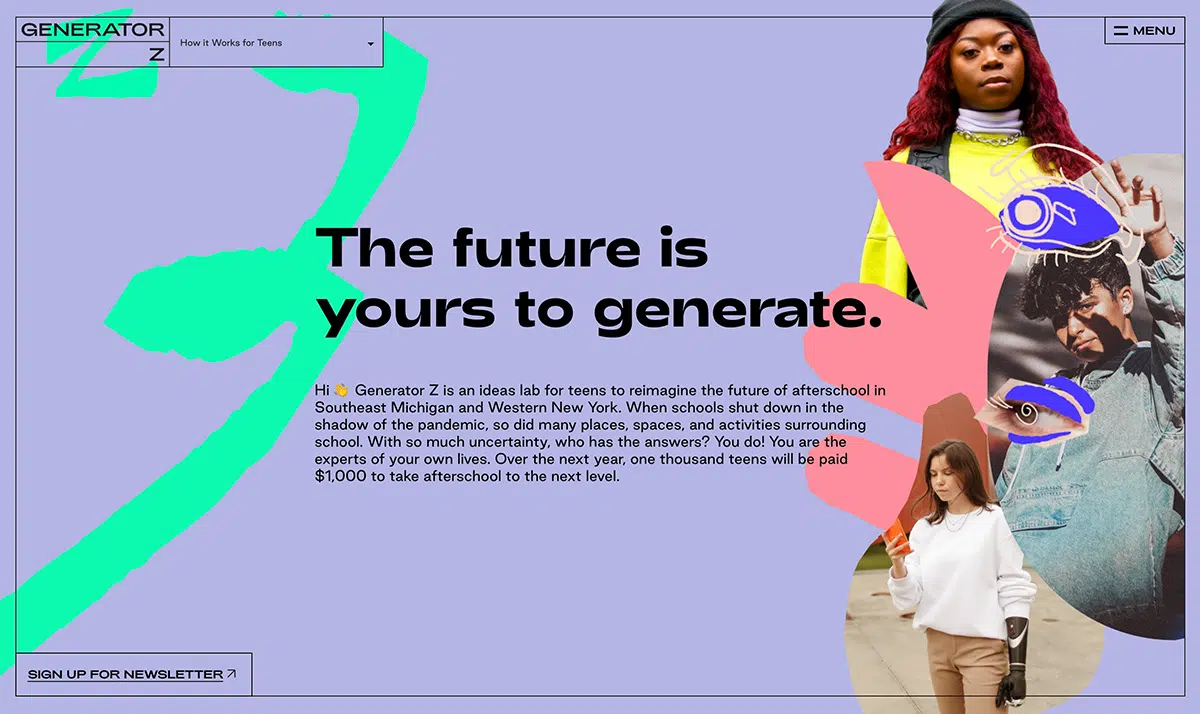 GENERATOR
Z
How it Works for Teens
MENU
The future is
yours to generate.
Hi 👋 Generator Z is an ideas lab for teens to reimagine the future of afterschool in
Southeast Michigan and Western New York. When schools shut down in the
shadow of the pandemic, so did many places, spaces, and activities surrounding
school. With so much uncertainty, who has the answers? You do! You are the
experts of your own lives. Over the next year, one thousand teens will be paid
$1,000 to take afterschool to the next level.
SIGN UP FOR NEWSLETTER